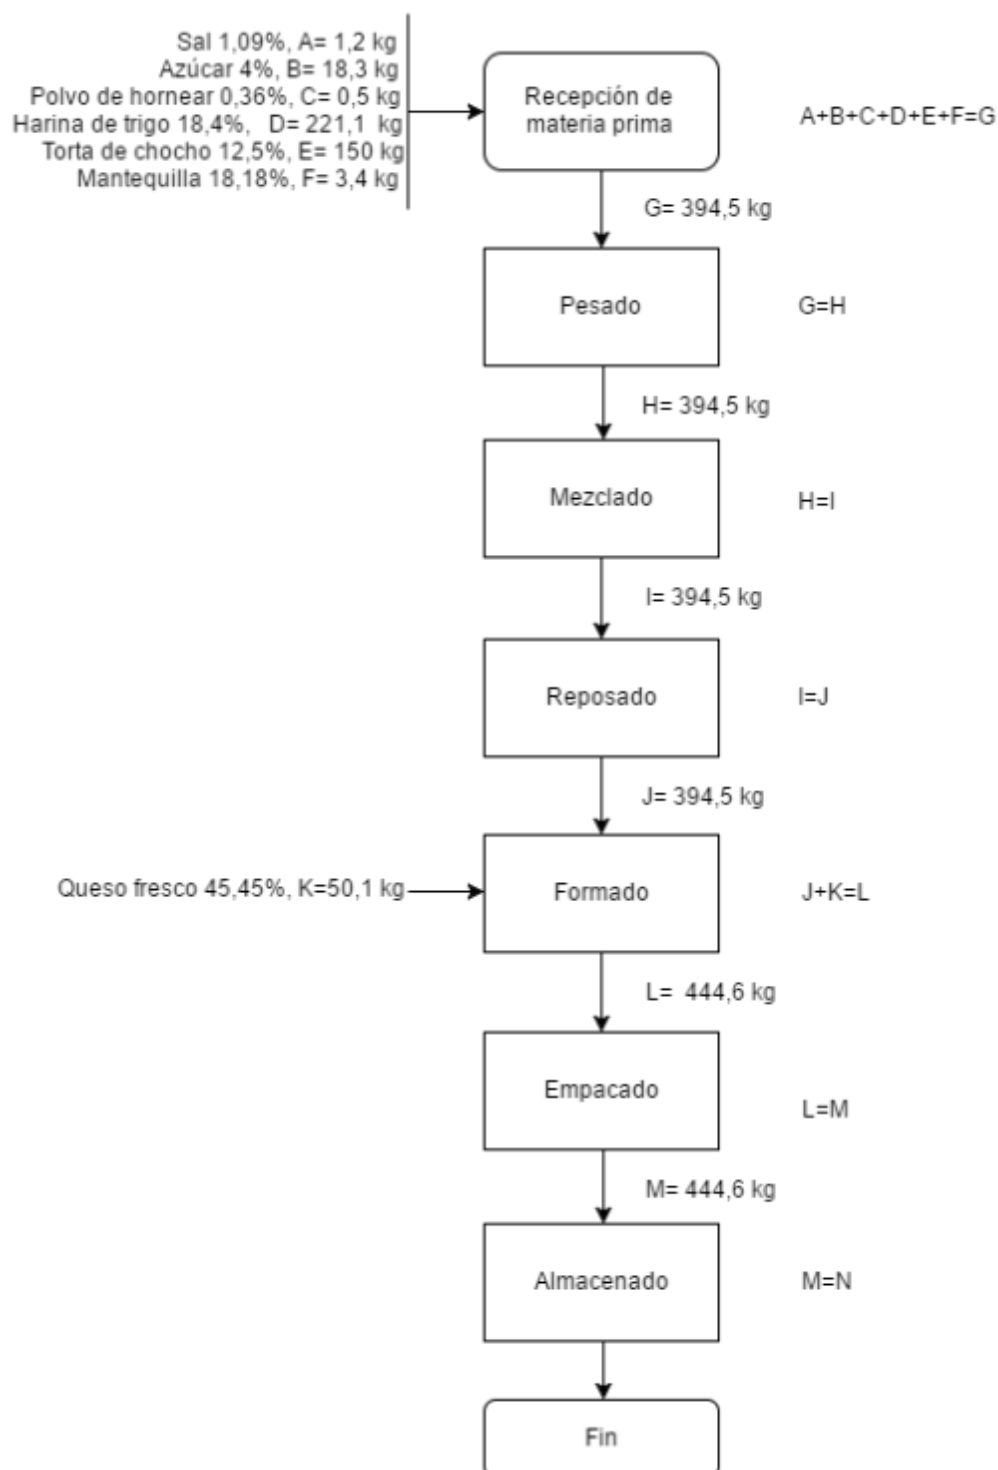 Sal 1,09%, A= 1,2 kg
Azúcar 4%, B= 18,3 kg
Polvo de hornear 0,36%, C= 0,5 kg
Harina de trigo 18,4%, D= 221,1 kg
Torta de chocho 12,5%, E= 150 kg
Mantequilla 18,18%, F= 3,4 kg
Recepción de
materia prima
A+B+C+D+E+F=G
G= 394,5 kg
Pesado
G=H
H= 394,5 kg
Mezclado
H=I
I= 394,5 kg
Reposado
I=J
J= 394,5 kg
Queso fresco 45,45%, K=50,1 kg
Formado
J+K=L
L= 444,6 kg
Empacado
L=M
M= 444,6 kg
Almacenado
M=N
Fin